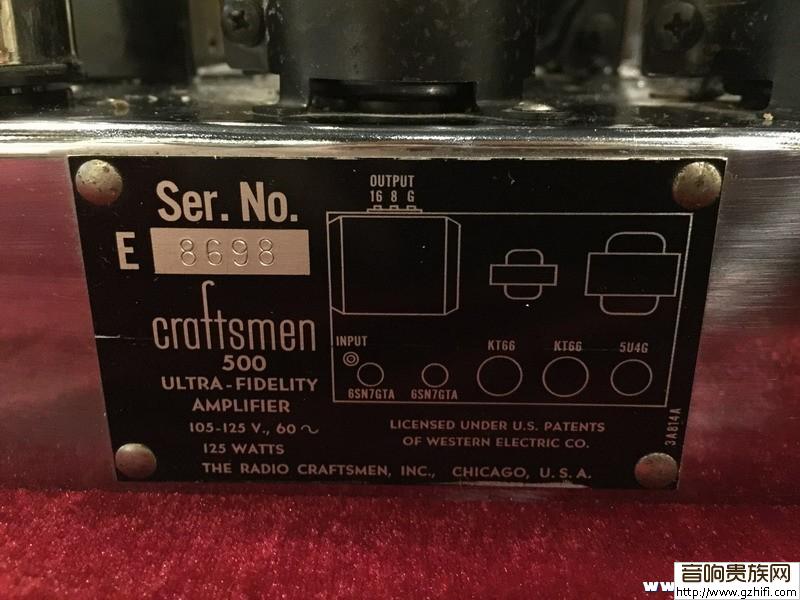 Ser. No.
E 8698
craftsmen
500
ULTRA-FIDELITY
AMPLIFIER
105-125 V., 60 ~
125 WATTS
THE RADIO CRAFTSMEN, INC., CHICAGO, U. S. A.
OUTPUT
16 8 G
INPUT
KT66 KT66 5U4G
6SN7GTA 6SN7GTA
LICENSED UNDER U.S. PATENTS
OF WESTERN ELECTRIC CO.
3A814A
音响贵族网
http://www.gzhifi.com